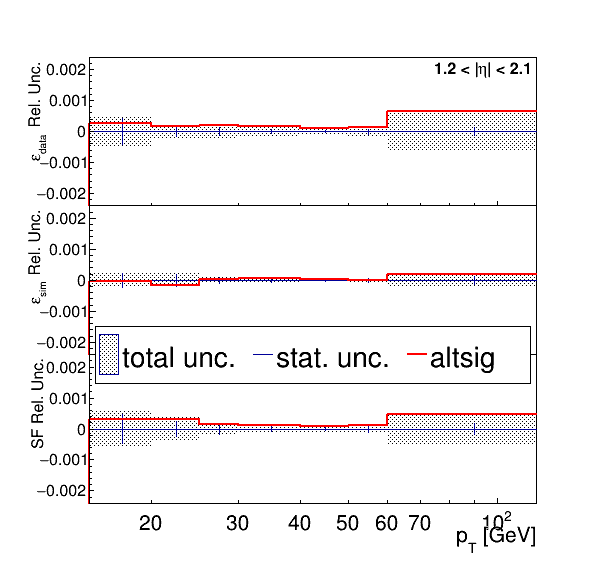 1.2 < |η| < 2.1
ε_data Rel. Unc.
0.002
0.001
0
−0.001
−0.002
ε_sim Rel. Unc.
0.002
0.001
0
−0.001
−0.002
total unc. stat. unc. altsig
SF Rel. Unc.
0.002
0.001
0
−0.001
−0.002
20 30 40 50 60 70 10²
p_T [GeV]